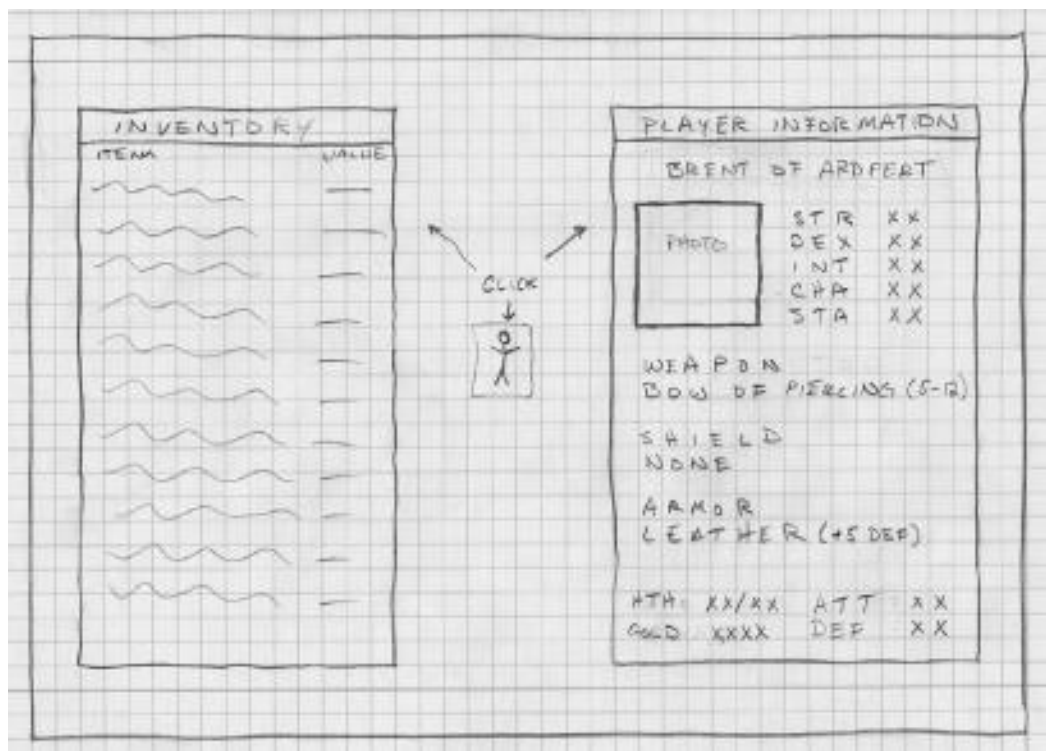 INVENTORY
ITEM VALUE
CLICK
PLAYER INFORMATION
BRENT OF ARDFERT
PHOTO
STR XX
DEX XX
INT XX
CHA XX
STA XX
WEAPON
BOW OF PIERCING (5-12)
SHIELD
NONE
ARMOR
LEATHER (+5 DEF)
HTH: XX/XX ATT XX
GOLD XXXX DEF XX